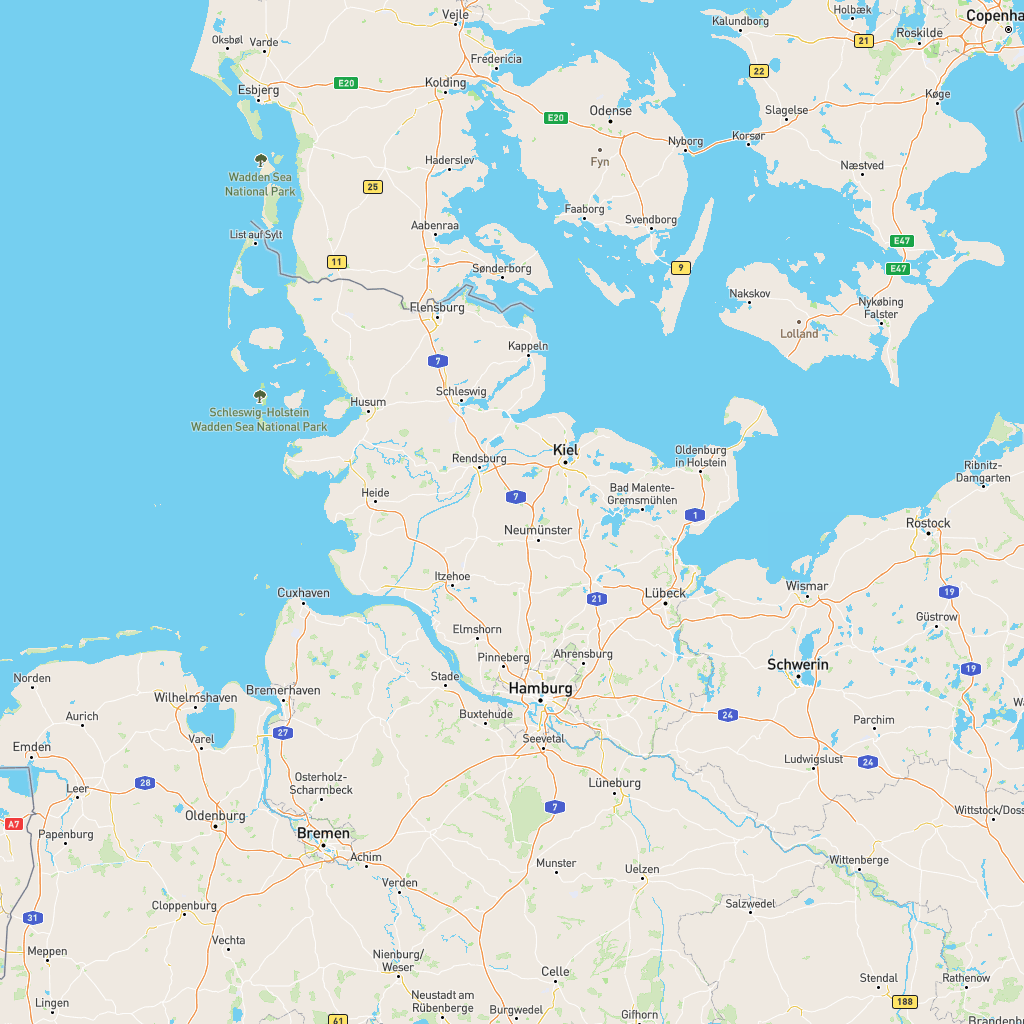 Vejle
Kalundborg
Holbæk
Copenha
Oksbøl
Varde
21
Roskilde
Fredericia
22
E20
Kolding
Esbjerg
Køge
Odense
Slagelse
E20
Nyborg
Korsør
Fyn
Haderslev
Næstved
Wadden Sea
National Park
25
Faaborg
Svendborg
List auf Sylt
Aabenraa
E47
11
Sønderborg
9
E47
Nakskov
Nykøbing
Falster
Flensburg
Lolland
Kappeln
7
Schleswig
Husum
Schleswig-Holstein
Wadden Sea National Park
Kiel
Oldenburg
in Holstein
Rendsburg
Ribnitz-
Damgarten
Heide
7
Bad Malente-
Gremsmühlen
1
Neumünster
Rostock
Itzehoe
Cuxhaven
Wismar
21
Lübeck
19
Güstrow
Elmshorn
Pinneberg
Ahrensburg
Schwerin
19
Norden
Stade
Hamburg
Wilhelmshaven
Bremerhaven
Wa
Aurich
Buxtehude
24
Parchim
Emden
Varel
27
Seevetal
Ludwigslust
24
Leer
28
Osterholz-
Scharmbeck
Lüneburg
7
Wittstock/Doss
A7
Papenburg
Oldenburg
Bremen
Achim
Munster
Uelzen
Wittenberge
Verden
Cloppenburg
Salzwedel
31
Vechta
Meppen
Nienburg/
Weser
Celle
Stendal
Rathenow
Lingen
Neustadt am
Rübenberge
188
61
Burgwedel
Gifhorn
Brandenbu